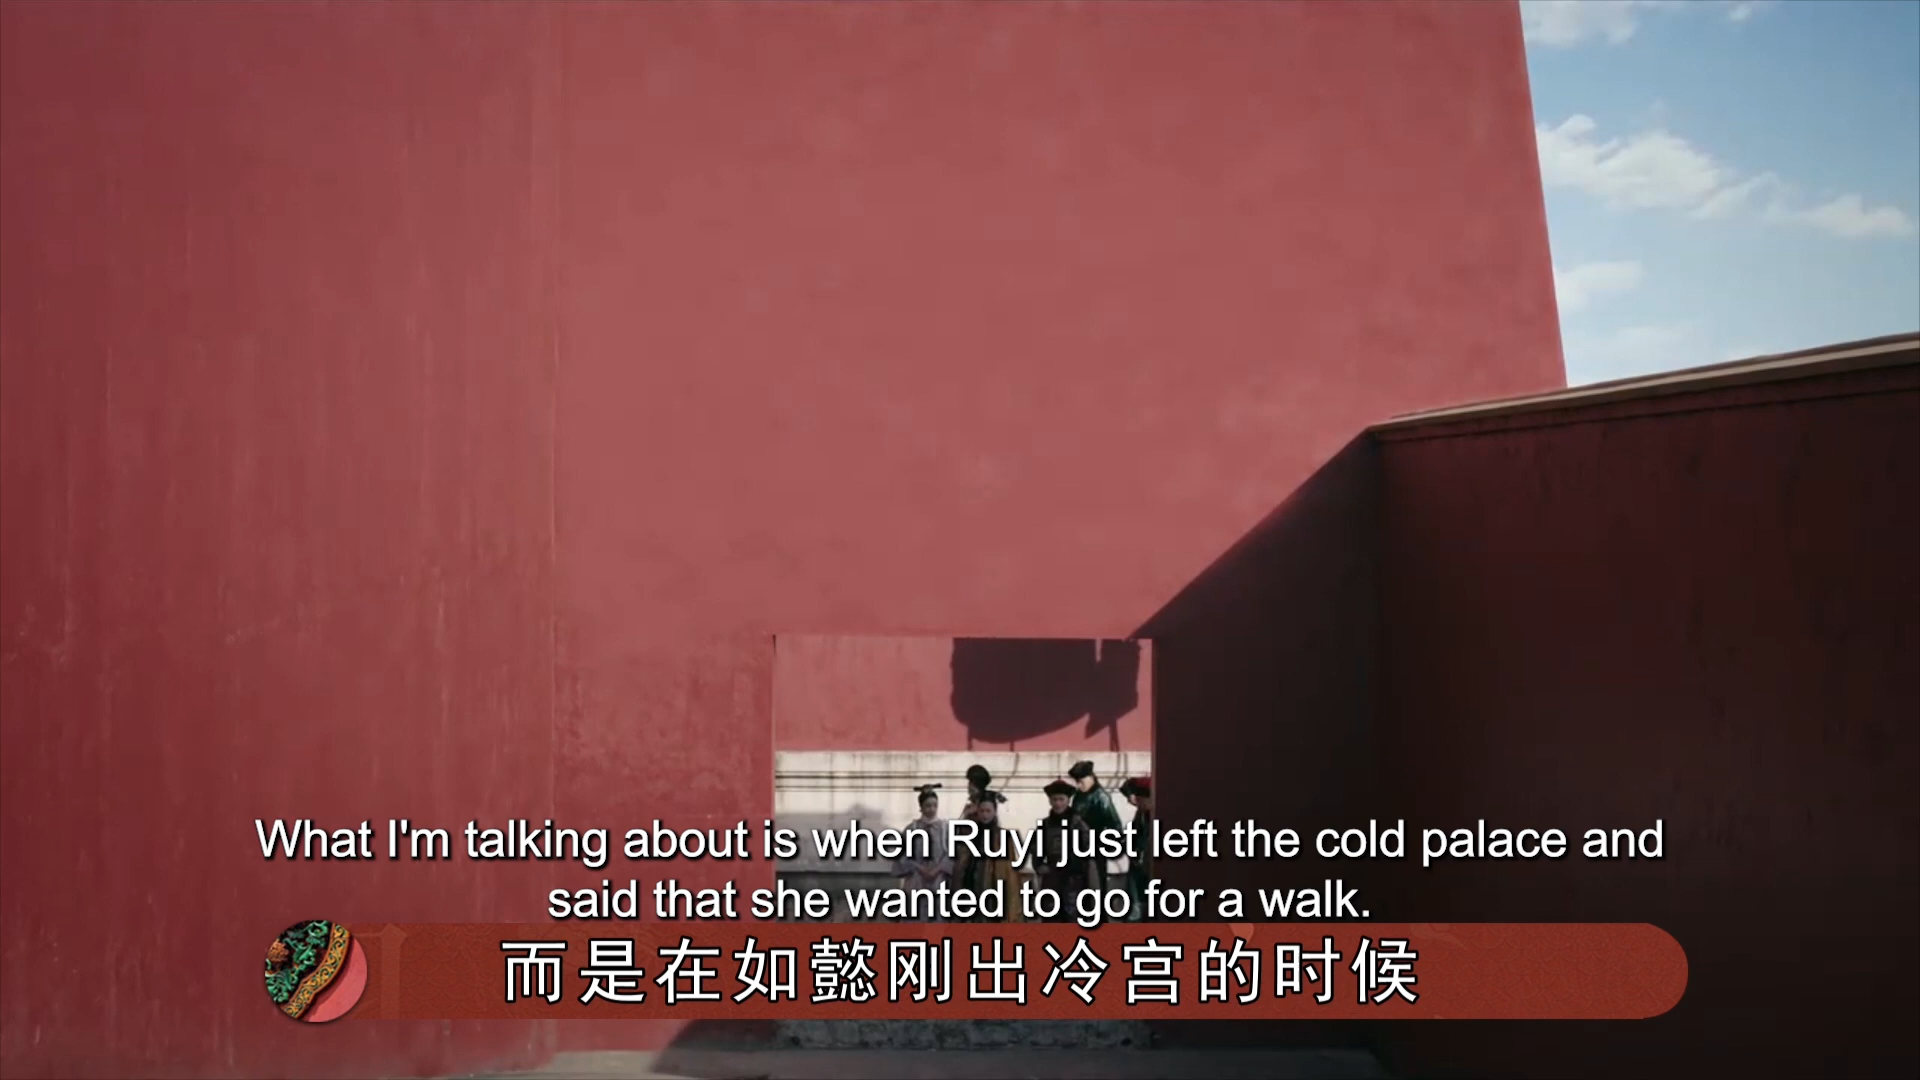 What I'm talking about is when Ruyi just left the cold palace and
said that she wanted to go for a walk.
而是在如懿刚出冷宫的时候